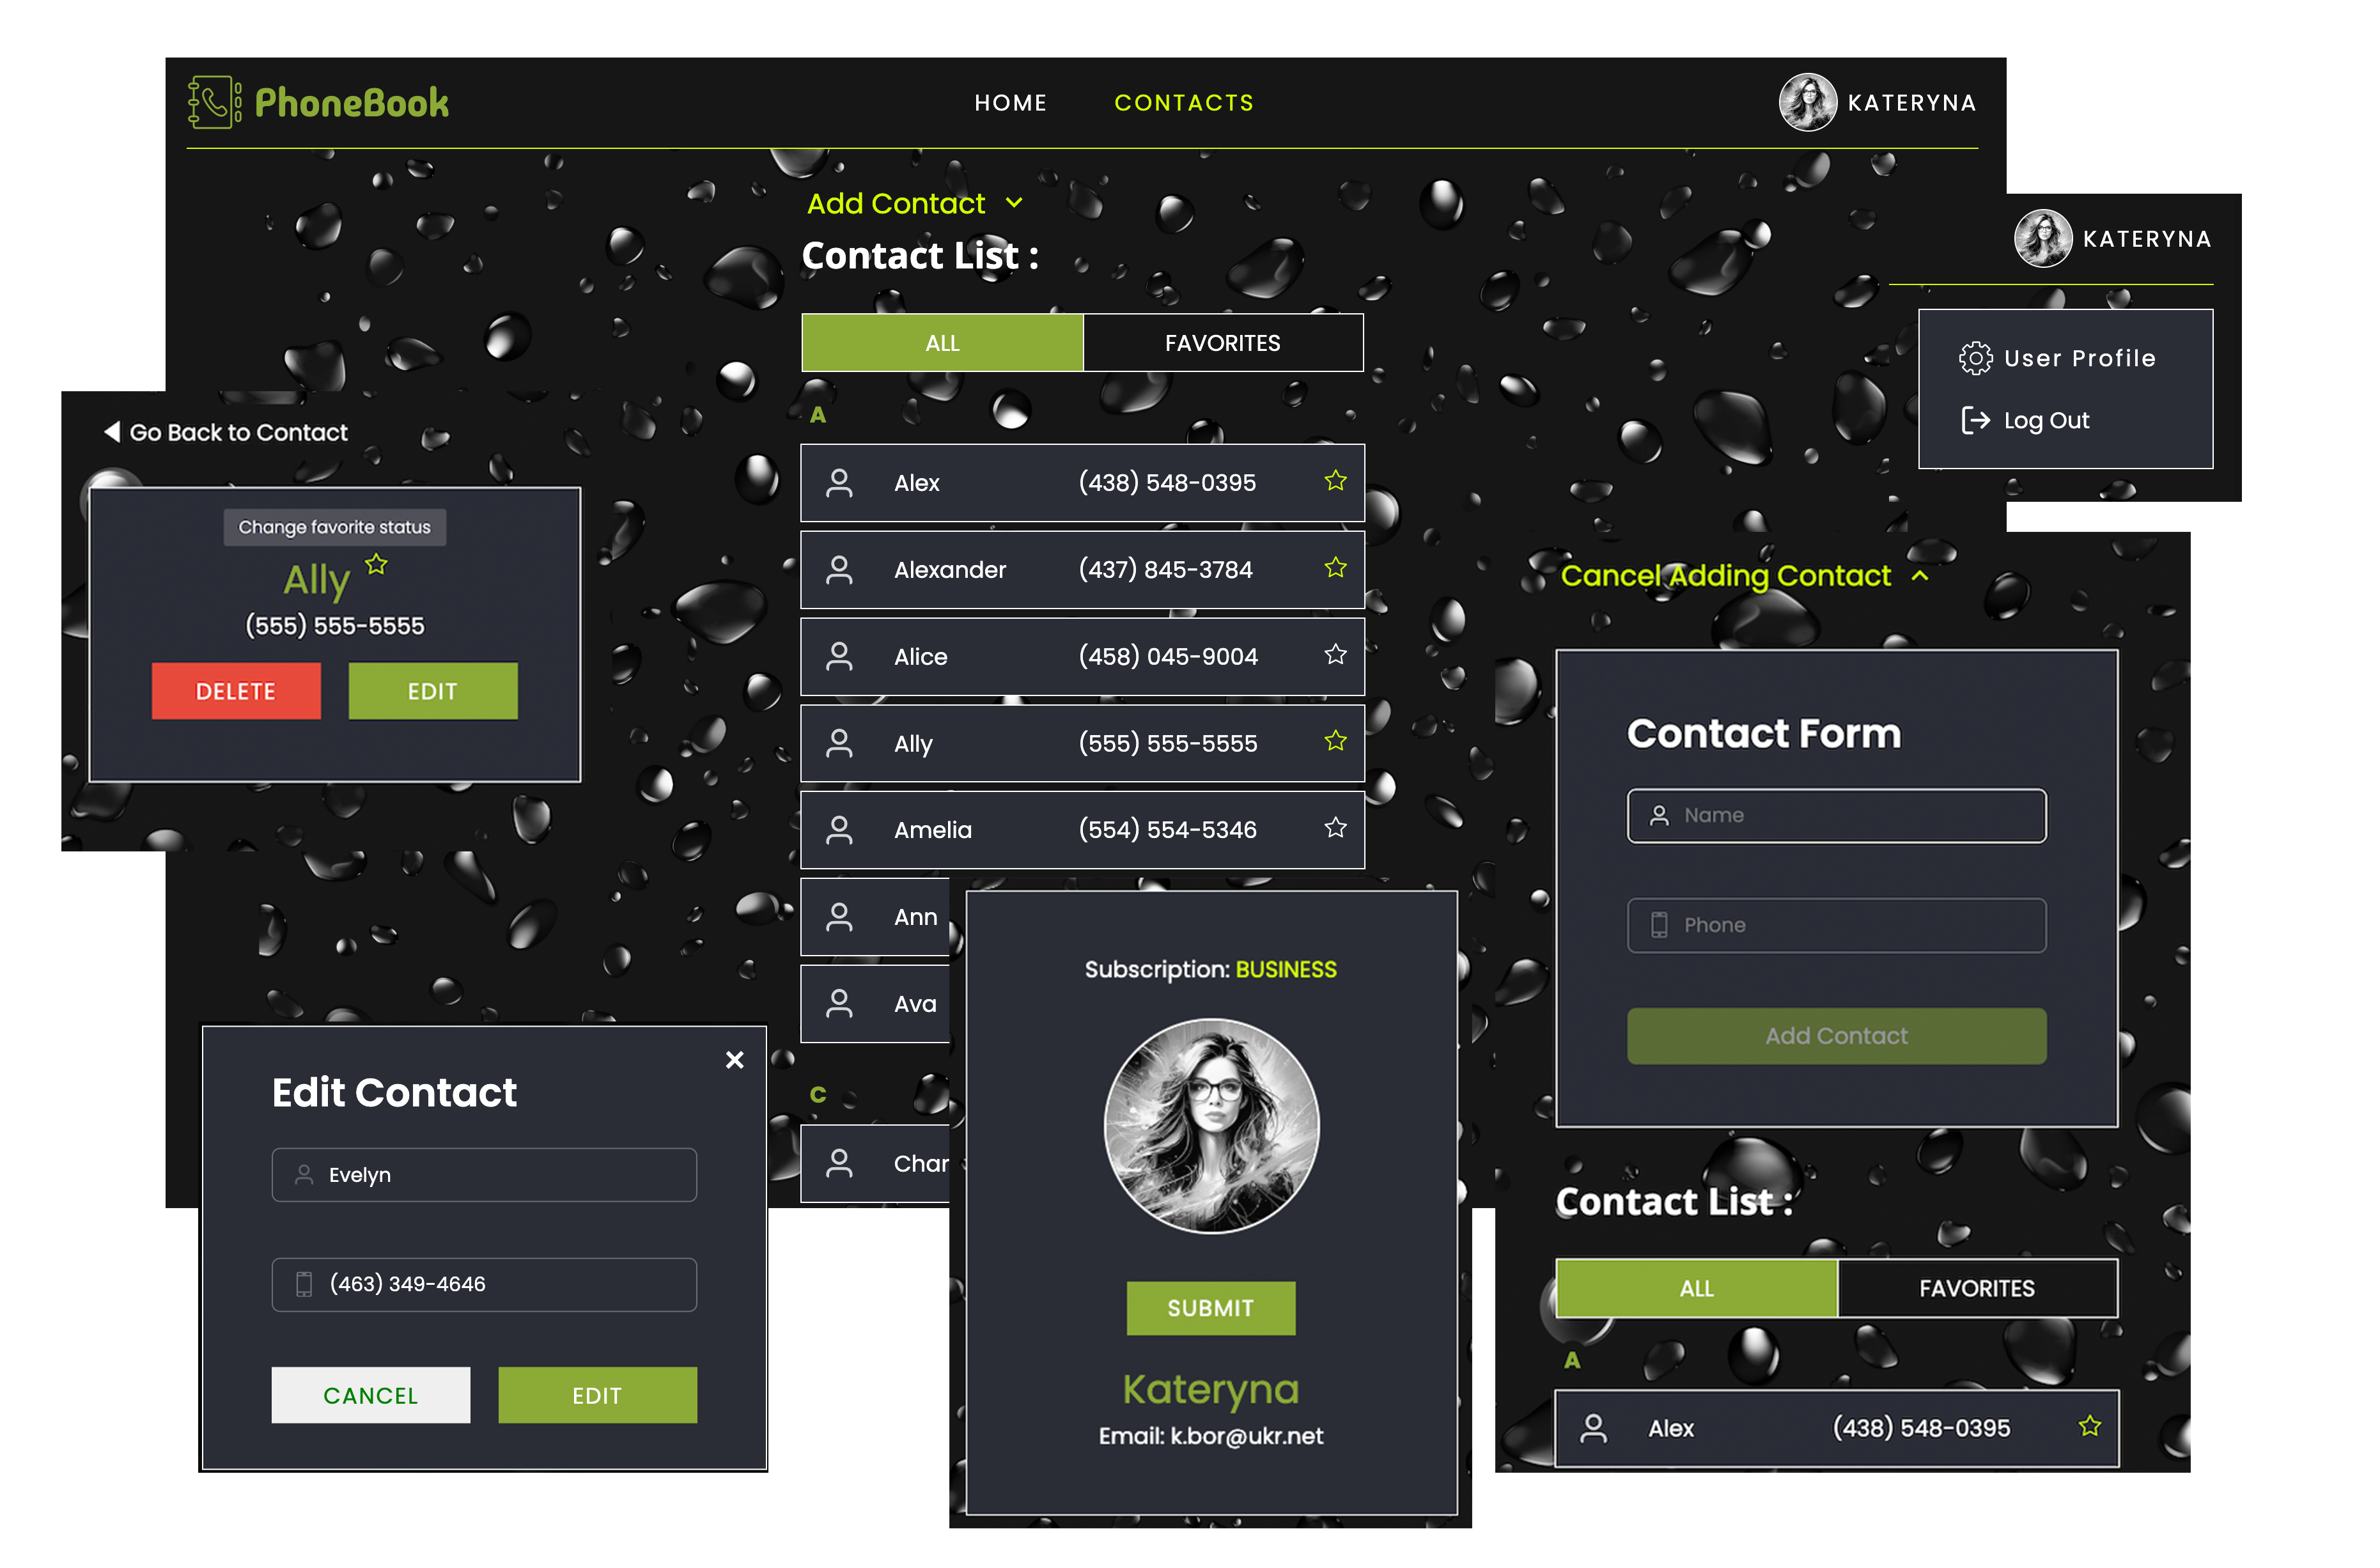 PhoneBook
HOME CONTACTS
KATERYNA
Add Contact
Contact List :
ALL FAVORITES
A
Alex (438) 548-0395
Alexander (437) 845-3784
Alice (458) 045-9004
Ally (555) 555-5555
Amelia (554) 554-5346
Ann
Ava
C
Char
KATERYNA
User Profile
Log Out
Go Back to Contact
Change favorite status
Ally
(555) 555-5555
DELETE EDIT
Cancel Adding Contact
Contact Form
Name
Phone
Add Contact
Contact List :
ALL FAVORITES
A
Alex (438) 548-0395
Edit Contact
Evelyn
(463) 349-4646
CANCEL EDIT
Subscription: BUSINESS
SUBMIT
Kateryna
Email: k.bor@ukr.net